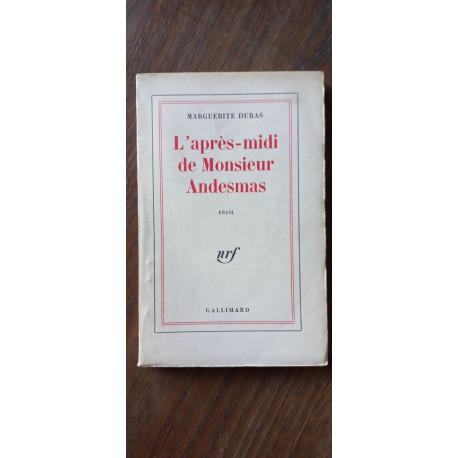 MARGUERITE DURAS
L'après-midi
de Monsieur
Andesmas
récit
nrf
GALLIMARD